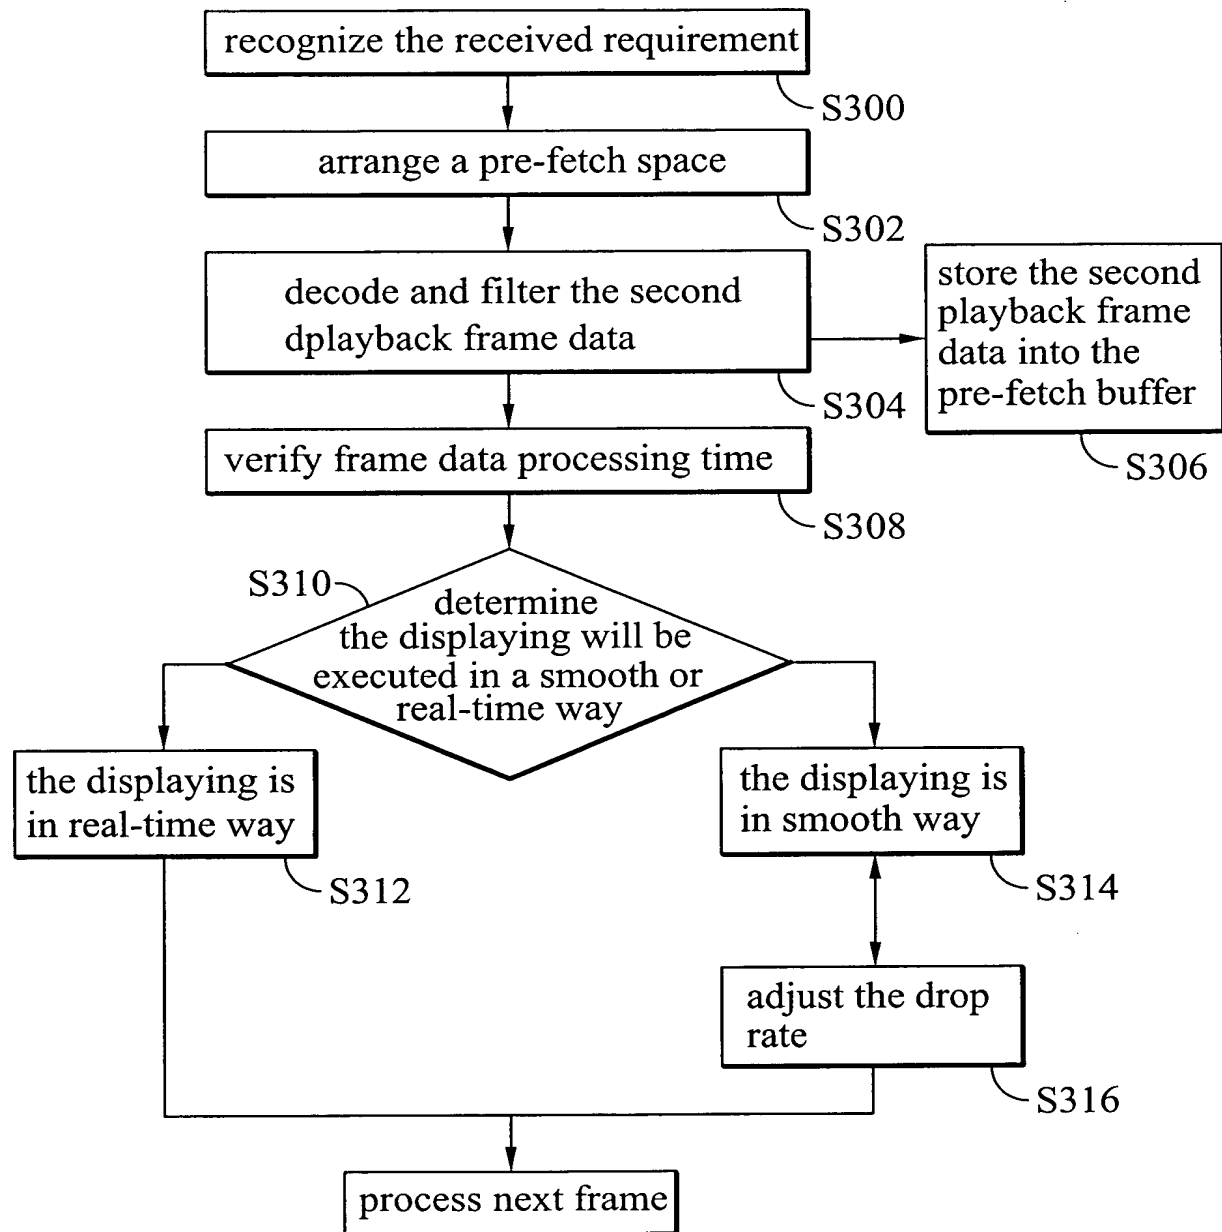 recognize the received requirement
S300
arrange a pre-fetch space
S302
decode and filter the second
dplayback frame data
S304
store the second
playback frame
data into the
pre-fetch buffer
S306
verify frame data processing time
S308
S310
determine
the displaying will be
executed in a smooth or
real-time way
the displaying is
in real-time way
S312
the displaying is
in smooth way
S314
adjust the drop
rate
S316
process next frame